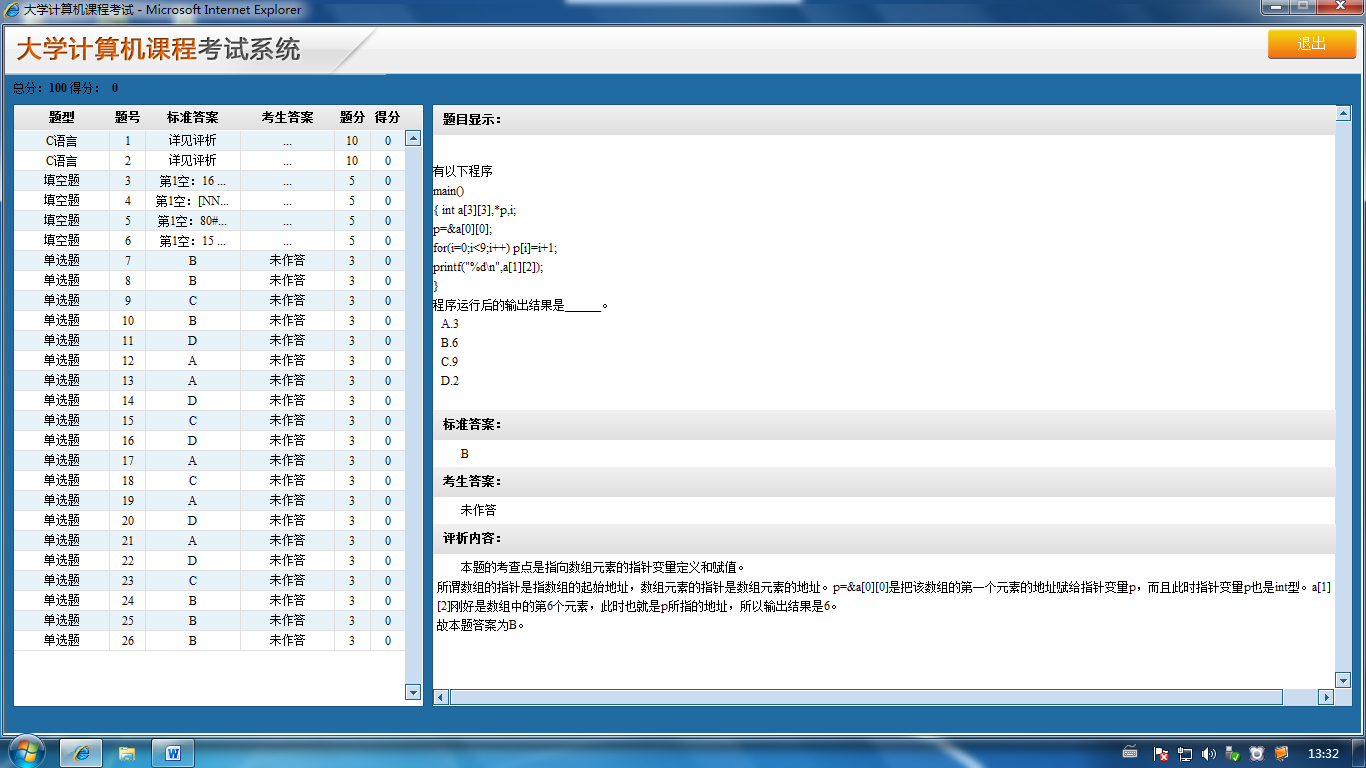 大学计算机课程考试 - Microsoft Internet Explorer
大学计算机课程考试系统
退出
总分：100 得分： 0
题型 题号 标准答案 考生答案 题分 得分
C语言 1 详见评析 ... 10 0
C语言 2 详见评析 ... 10 0
填空题 3 第1空：16 ... ... 5 0
填空题 4 第1空：[NN... ... 5 0
填空题 5 第1空：80#... ... 5 0
填空题 6 第1空：15 ... ... 5 0
单选题 7 B 未作答 3 0
单选题 8 B 未作答 3 0
单选题 9 C 未作答 3 0
单选题 10 B 未作答 3 0
单选题 11 D 未作答 3 0
单选题 12 A 未作答 3 0
单选题 13 A 未作答 3 0
单选题 14 D 未作答 3 0
单选题 15 C 未作答 3 0
单选题 16 D 未作答 3 0
单选题 17 A 未作答 3 0
单选题 18 C 未作答 3 0
单选题 19 A 未作答 3 0
单选题 20 D 未作答 3 0
单选题 21 A 未作答 3 0
单选题 22 D 未作答 3 0
单选题 23 C 未作答 3 0
单选题 24 B 未作答 3 0
单选题 25 B 未作答 3 0
单选题 26 B 未作答 3 0
题目显示：
有以下程序
main()
{ int a[3][3],*p,i;
p=&a[0][0];
for(i=0;i<9;i++) p[i]=i+1;
printf("%d\n",a[1][2]);
}
程序运行后的输出结果是______。
A.3
B.6
C.9
D.2
标准答案：
B
考生答案：
未作答
评析内容：
本题的考查点是指向数组元素的指针变量定义和赋值。
所谓数组的指针是指数组的起始地址，数组元素的指针是数组元素的地址。p=&a[0][0]是把该数组的第一个元素的地址赋给指针变量p，而且此时指针变量p也是int型。a[1]
[2]刚好是数组中的第6个元素，此时也就是p所指的地址，所以输出结果是6。
故本题答案为B。
13:32